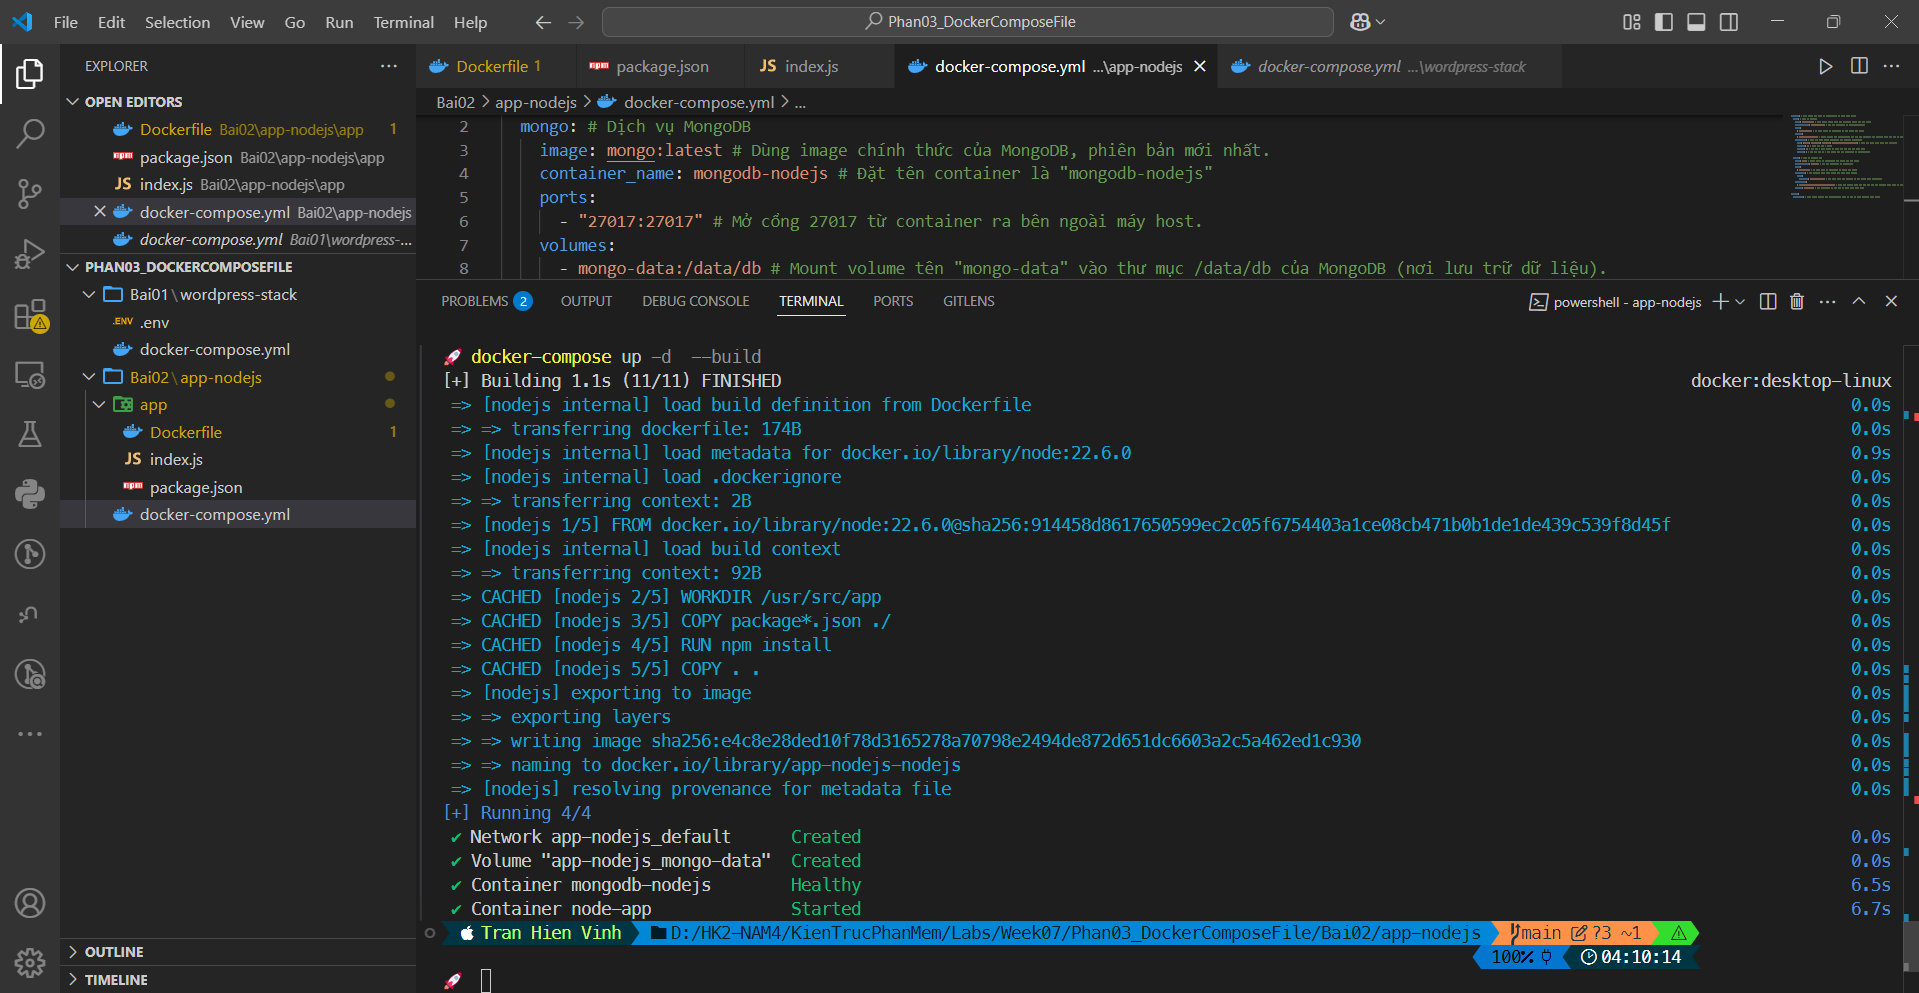 File Edit Selection View Go Run Terminal Help
Phan03_DockerComposeFile
EXPLORER
OPEN EDITORS
Dockerfile Bai02\app-nodejs\app 1
package.json Bai02\app-nodejs\app
JS index.js Bai02\app-nodejs\app
docker-compose.yml Bai02\app-nodejs
docker-compose.yml Bai01\wordpress-...
PHAN03_DOCKERCOMPOSEFILE
Bai01\wordpress-stack
.ENV .env
docker-compose.yml
Bai02\app-nodejs
app
Dockerfile 1
JS index.js
package.json
docker-compose.yml
OUTLINE
TIMELINE
Dockerfile 1
package.json
JS index.js
docker-compose.yml ...\app-nodejs
docker-compose.yml ...\wordpress-stack
Bai02 > app-nodejs > docker-compose.yml > ...
2 mongo: # Dịch vụ MongoDB
3 image: mongo:latest # Dùng image chính thức của MongoDB, phiên bản mới nhất.
4 container_name: mongodb-nodejs # Đặt tên container là "mongodb-nodejs"
5 ports:
6 - "27017:27017" # Mở cổng 27017 từ container ra bên ngoài máy host.
7 volumes:
8 - mongo-data:/data/db # Mount volume tên "mongo-data" vào thư mục /data/db của MongoDB (nơi lưu trữ dữ liệu).
PROBLEMS 2 OUTPUT DEBUG CONSOLE TERMINAL PORTS GITLENS
powershell - app-nodejs
docker-compose up -d --build
[+] Building 1.1s (11/11) FINISHED docker:desktop-linux
=> [nodejs internal] load build definition from Dockerfile 0.0s
=> => transferring dockerfile: 174B 0.0s
=> [nodejs internal] load metadata for docker.io/library/node:22.6.0 0.9s
=> [nodejs internal] load .dockerignore 0.0s
=> => transferring context: 2B 0.0s
=> [nodejs 1/5] FROM docker.io/library/node:22.6.0@sha256:914458d8617650599ec2c05f6754403a1ce08cb471b0b1de1de439c539f8d45f 0.0s
=> [nodejs internal] load build context 0.0s
=> => transferring context: 92B 0.0s
=> CACHED [nodejs 2/5] WORKDIR /usr/src/app 0.0s
=> CACHED [nodejs 3/5] COPY package*.json ./ 0.0s
=> CACHED [nodejs 4/5] RUN npm install 0.0s
=> CACHED [nodejs 5/5] COPY . . 0.0s
=> [nodejs] exporting to image 0.0s
=> => exporting layers 0.0s
=> => writing image sha256:e4c8e28ded10f78d3165278a70798e2494de872d651dc6603a2c5a462ed1c930 0.0s
=> => naming to docker.io/library/app-nodejs-nodejs 0.0s
=> [nodejs] resolving provenance for metadata file 0.0s
[+] Running 4/4
✔ Network app-nodejs_default Created 0.0s
✔ Volume "app-nodejs_mongo-data" Created 0.0s
✔ Container mongodb-nodejs Healthy 6.5s
✔ Container node-app Started 6.7s
Tran Hien Vinh D:/HK2-NAM4/KienTrucPhanMem/Labs/Week07/Phan03_DockerComposeFile/Bai02/app-nodejs main ?3 ~1
100% 04:10:14